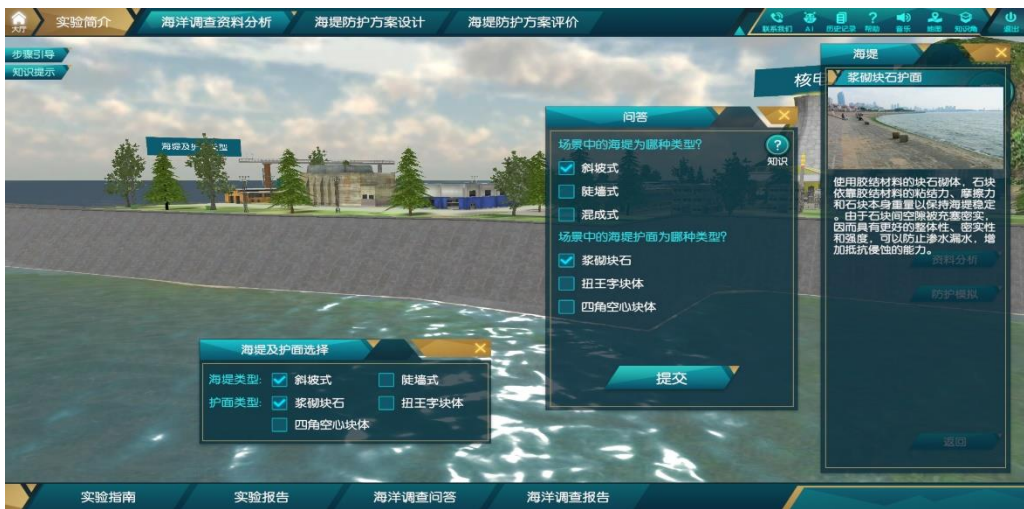 大厅
实验简介
海洋调查资料分析
海堤防护方案设计
海堤防护方案评价
联系我们
AI
历史记录
帮助
音乐
地图
知识角
退出
步骤引导
知识提示
海堤及护
类型
核电
海堤
浆砌块石护面
使用胶结材料的块石砌体，石块
依靠胶结材料的粘结力、摩擦力
和石块本身重量以保持海堤稳定
。由于石块间空隙被充塞密实，
因而具有更好的整体性、密实性
和强度，可以防止渗水漏水，增
加抵抗侵蚀的能力。
资料分析
防护模拟
返回
问答
场景中的海堤为哪种类型?
知识
斜坡式
陡墙式
混成式
场景中的海堤护面为哪种类型?
浆砌块石
扭王字块体
四角空心块体
提交
海堤及护面选择
海堤类型: 斜坡式 陡墙式
护面类型: 浆砌块石 扭王字块体
四角空心块体
实验指南
实验报告
海洋调查问答
海洋调查报告